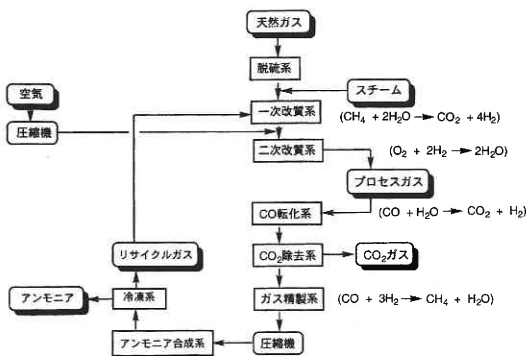 天然ガス
脱硫系
空気
スチーム
一次改質系
(CH₄ + 2H₂O → CO₂ + 4H₂)
圧縮機
二次改質系
(O₂ + 2H₂ → 2H₂O)
プロセスガス
CO転化系
(CO + H₂O → CO₂ + H₂)
リサイクルガス
CO₂除去系
CO₂ガス
アンモニア
冷凍系
ガス精製系
(CO + 3H₂ → CH₄ + H₂O)
アンモニア合成系
圧縮機